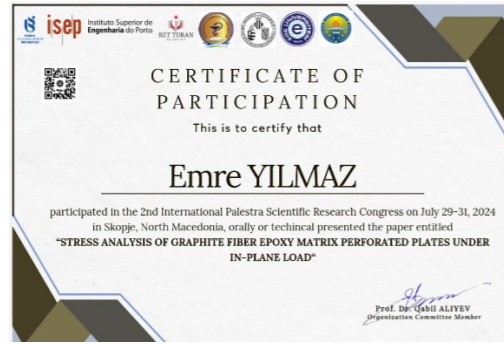 isep Instituto Superior de
Engenharia do Porto
BZT TURAN
CERTIFICATE OF
PARTICIPATION
This is to certify that
Emre YILMAZ
participated in the 2nd International Palestra Scientific Research Congress on July 29-31, 2024
in Skopje, North Macedonia, orally or techincal presented the paper entitled
"STRESS ANALYSIS OF GRAPHITE FIBER EPOXY MATRIX PERFORATED PLATES UNDER
IN-PLANE LOAD"
Prof. Dr. Qabil ALIYEV
Organization Committee Member